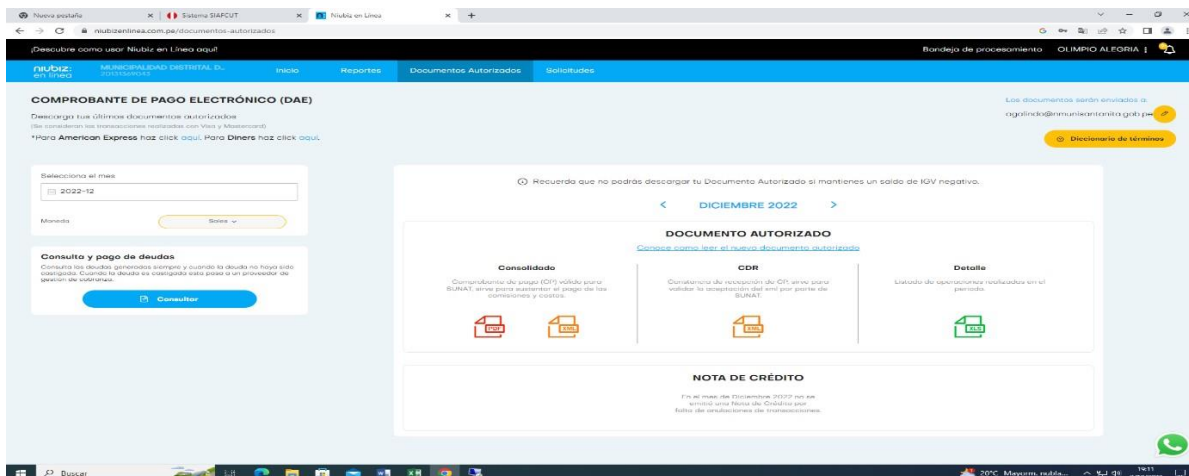 Nueva pestaña
Sistema SIAFCUT
Niubiz en Línea
niubizenlinea.com.pe/documentos-autorizados
¡Descubre como usar Niubiz en Línea aquí!
Bandeja de procesamiento
OLIMPIO ALEGRIA
niubiz: en línea
MUNICIPALIDAD DISTRITAL D...
Inicio
Reportes
Documentos Autorizados
Solicitudes
COMPROBANTE DE PAGO ELECTRÓNICO (DAE)
Descarga tus últimos documentos autorizados
(Se consideran las transacciones realizadas con Visa y Mastercard)
*Para American Express haz click aquí. Para Diners haz click aquí.
Los documentos serán enviados a:
Diccionario de términos
Selecciona el mes
2022-12
Moneda
Soles
Consulta y pago de deudas
Consulta las deudas generadas siempre y cuando la deuda no haya sido
castigada. Cuando la deuda es castigada esta pasa a un proveedor de
gestión de cobranza.
Consultar
Recuerda que no podrás descargar tu Documento Autorizado si mantienes un saldo de IGV negativo.
< DICIEMBRE 2022 >
DOCUMENTO AUTORIZADO
Conoce como leer el nuevo documento autorizado
Consolidado
Comprobante de pago (CP) válido para
SUNAT, sirve para sustentar el pago de las
comisiones y costos.
PDF
XML
CDR
Constancia de recepción de CP, sirve para
validar la aceptación del xml por parte de
SUNAT.
XML
Detalle
Listado de operaciones realizadas en el
periodo.
XLS
NOTA DE CRÉDITO
En el mes de Diciembre 2022 no se
emitió una Nota de Crédito por
falta de anulaciones de transacciones.
Buscar
20°C Mayorm. nubla...
19:11